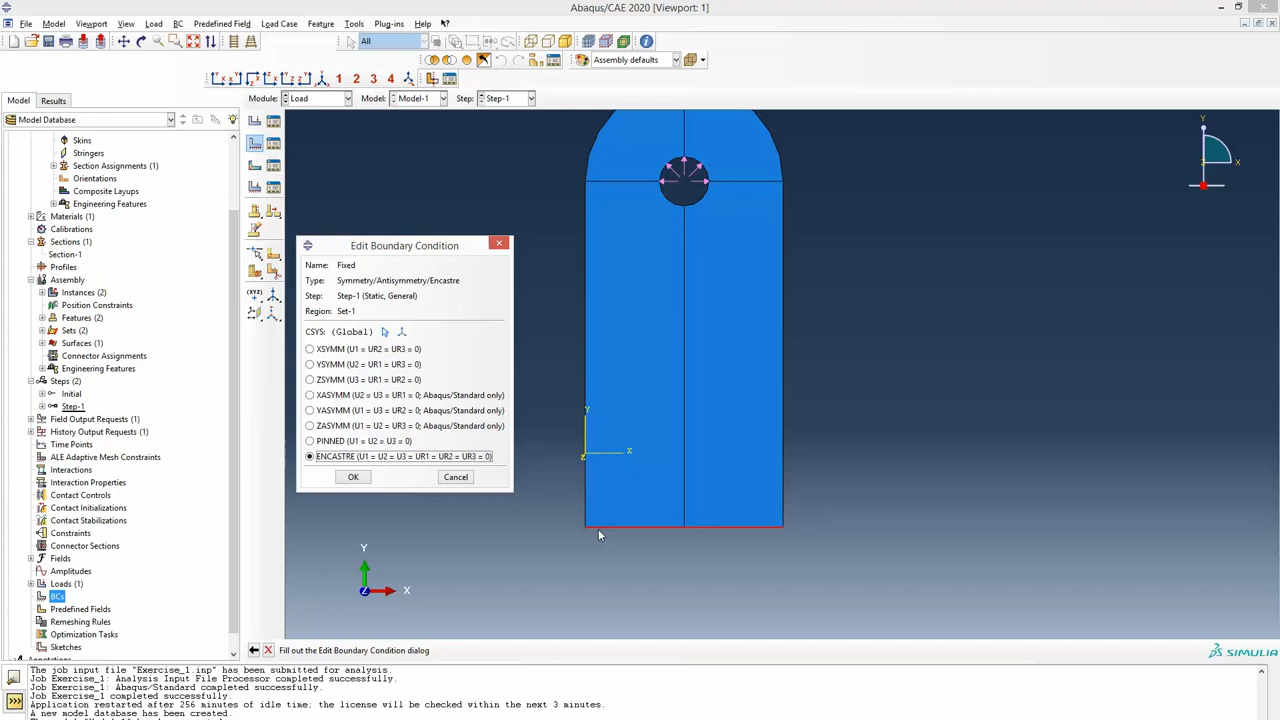 Abaqus/CAE 2020 [Viewport: 1]
File Model Viewport View Load BC Predefined Field Load Case Feature Tools Plug-ins Help
All
Assembly defaults
1 2 3 4
Model Results
Module: Load Model: Model-1 Step: Step-1
Model Database
Skins
Stringers
Section Assignments (1)
Orientations
Composite Layups
Engineering Features
Materials (1)
Calibrations
Sections (1)
Section-1
Profiles
Assembly
Instances (2)
Position Constraints
Features (2)
Sets (2)
Surfaces (1)
Connector Assignments
Engineering Features
Steps (2)
Initial
Step-1
Field Output Requests (1)
History Output Requests (1)
Time Points
ALE Adaptive Mesh Constraints
Interactions
Interaction Properties
Contact Controls
Contact Initializations
Contact Stabilizations
Constraints
Connector Sections
Fields
Amplitudes
Loads (1)
BCs
Predefined Fields
Remeshing Rules
Optimization Tasks
Sketches
Annotations
(XYZ)
Edit Boundary Condition
Name: Fixed
Type: Symmetry/Antisymmetry/Encastre
Step: Step-1 (Static, General)
Region: Set-1
CSYS: (Global)
XSYMM (U1 = UR2 = UR3 = 0)
YSYMM (U2 = UR1 = UR3 = 0)
ZSYMM (U3 = UR1 = UR2 = 0)
XASYMM (U2 = U3 = UR1 = 0; Abaqus/Standard only)
YASYMM (U1 = U3 = UR2 = 0; Abaqus/Standard only)
ZASYMM (U1 = U2 = UR3 = 0; Abaqus/Standard only)
PINNED (U1 = U2 = U3 = 0)
ENCASTRE (U1 = U2 = U3 = UR1 = UR2 = UR3 = 0)
OK Cancel
Y
Z X
Y
X
Z
Y
Z X
Fill out the Edit Boundary Condition dialog
SIMULIA
The job input file "Exercise_1.inp" has been submitted for analysis.
Job Exercise_1: Analysis Input File Processor completed successfully.
Job Exercise_1: Abaqus/Standard completed successfully.
Job Exercise_1 completed successfully.
Application restarted after 256 minutes of idle time; the license will be checked within the next 3 minutes.
A new model database has been created.